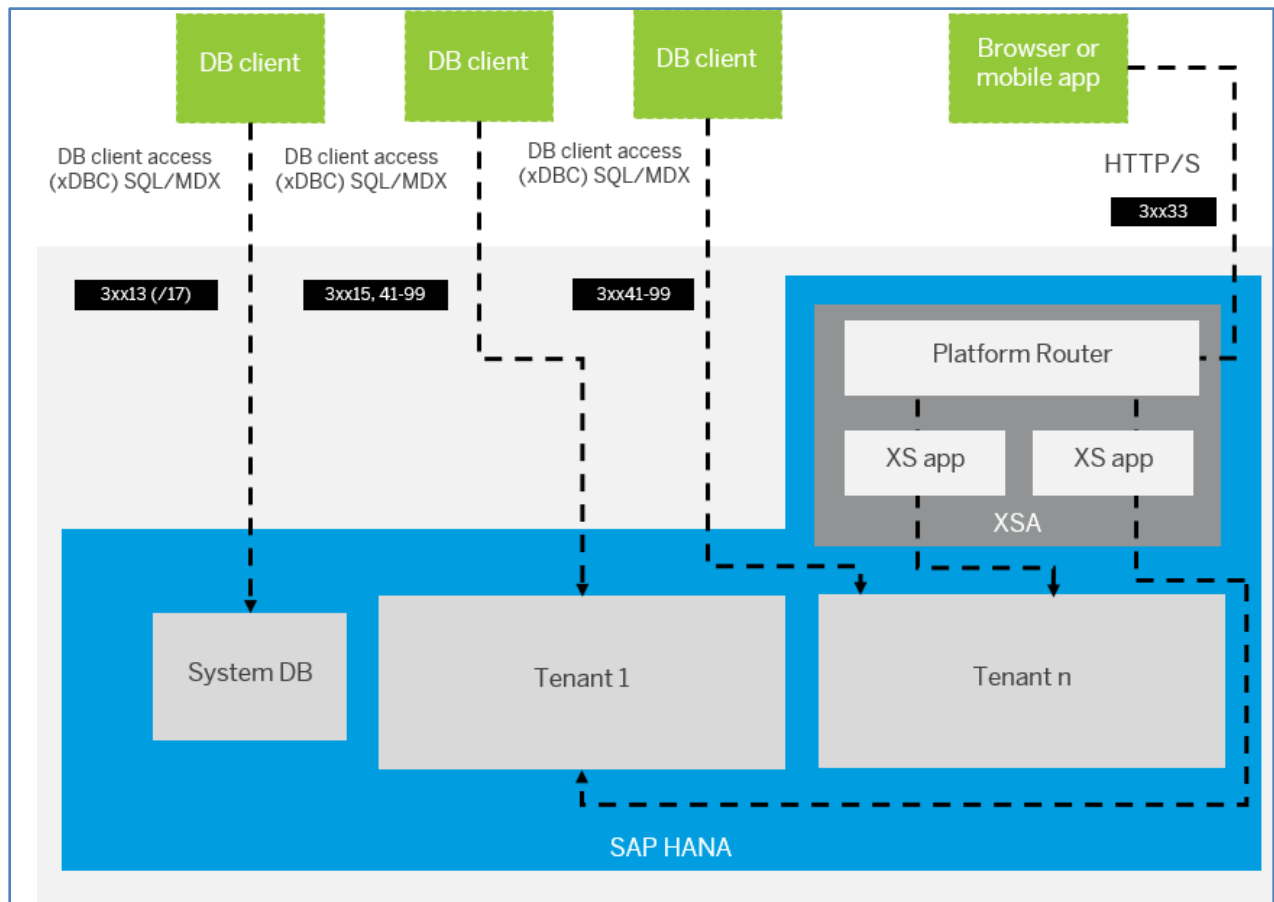 DB client
DB client
DB client
Browser or
mobile app
DB client access
(xDBC) SQL/MDX
DB client access
(xDBC) SQL/MDX
DB client access
(xDBC) SQL/MDX
HTTP/S
3xx33
3xx13 (/17)
3xx15, 41-99
3xx41-99
Platform Router
XS app
XS app
XSA
System DB
Tenant 1
Tenant n
SAP HANA